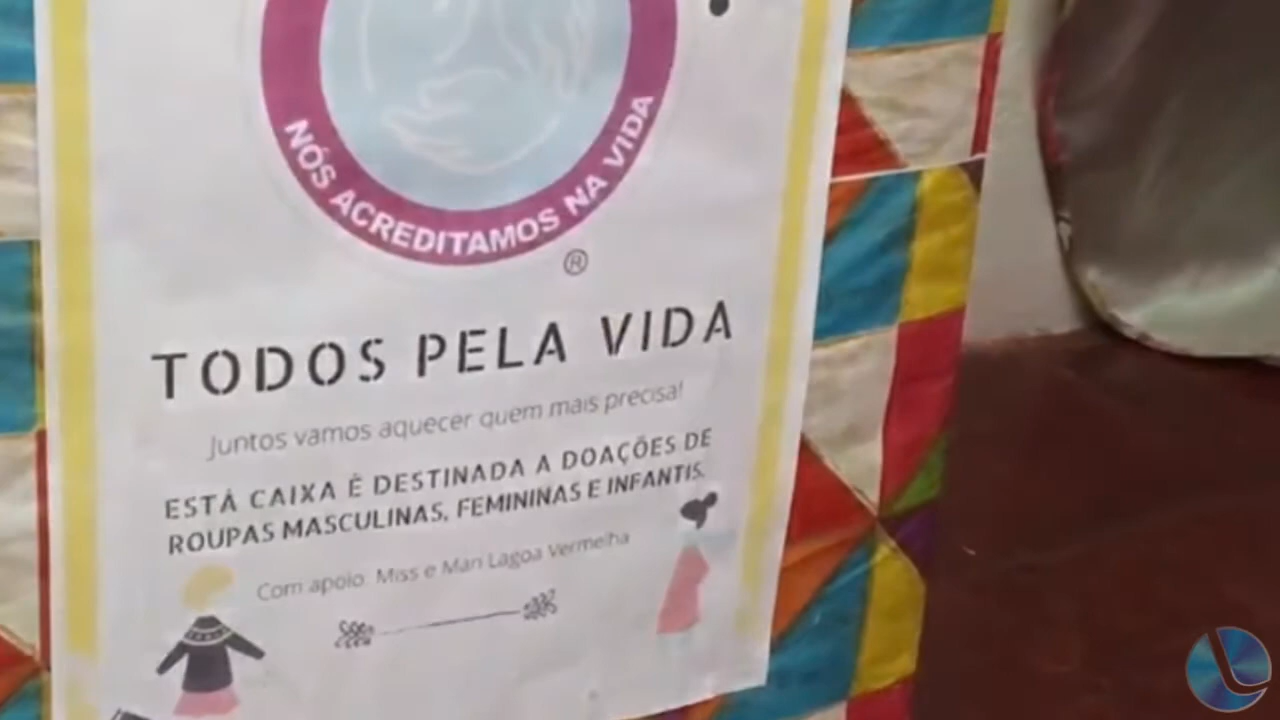 NÓS ACREDITAMOS NA VIDA
®
TODOS PELA VIDA
Juntos vamos aquecer quem mais precisa!
ESTÁ CAIXA É DESTINADA A DOAÇÕES DE
ROUPAS MASCULINAS, FEMININAS E INFANTIS.
Com apoio: Miss e Mari Lagoa Vermelha